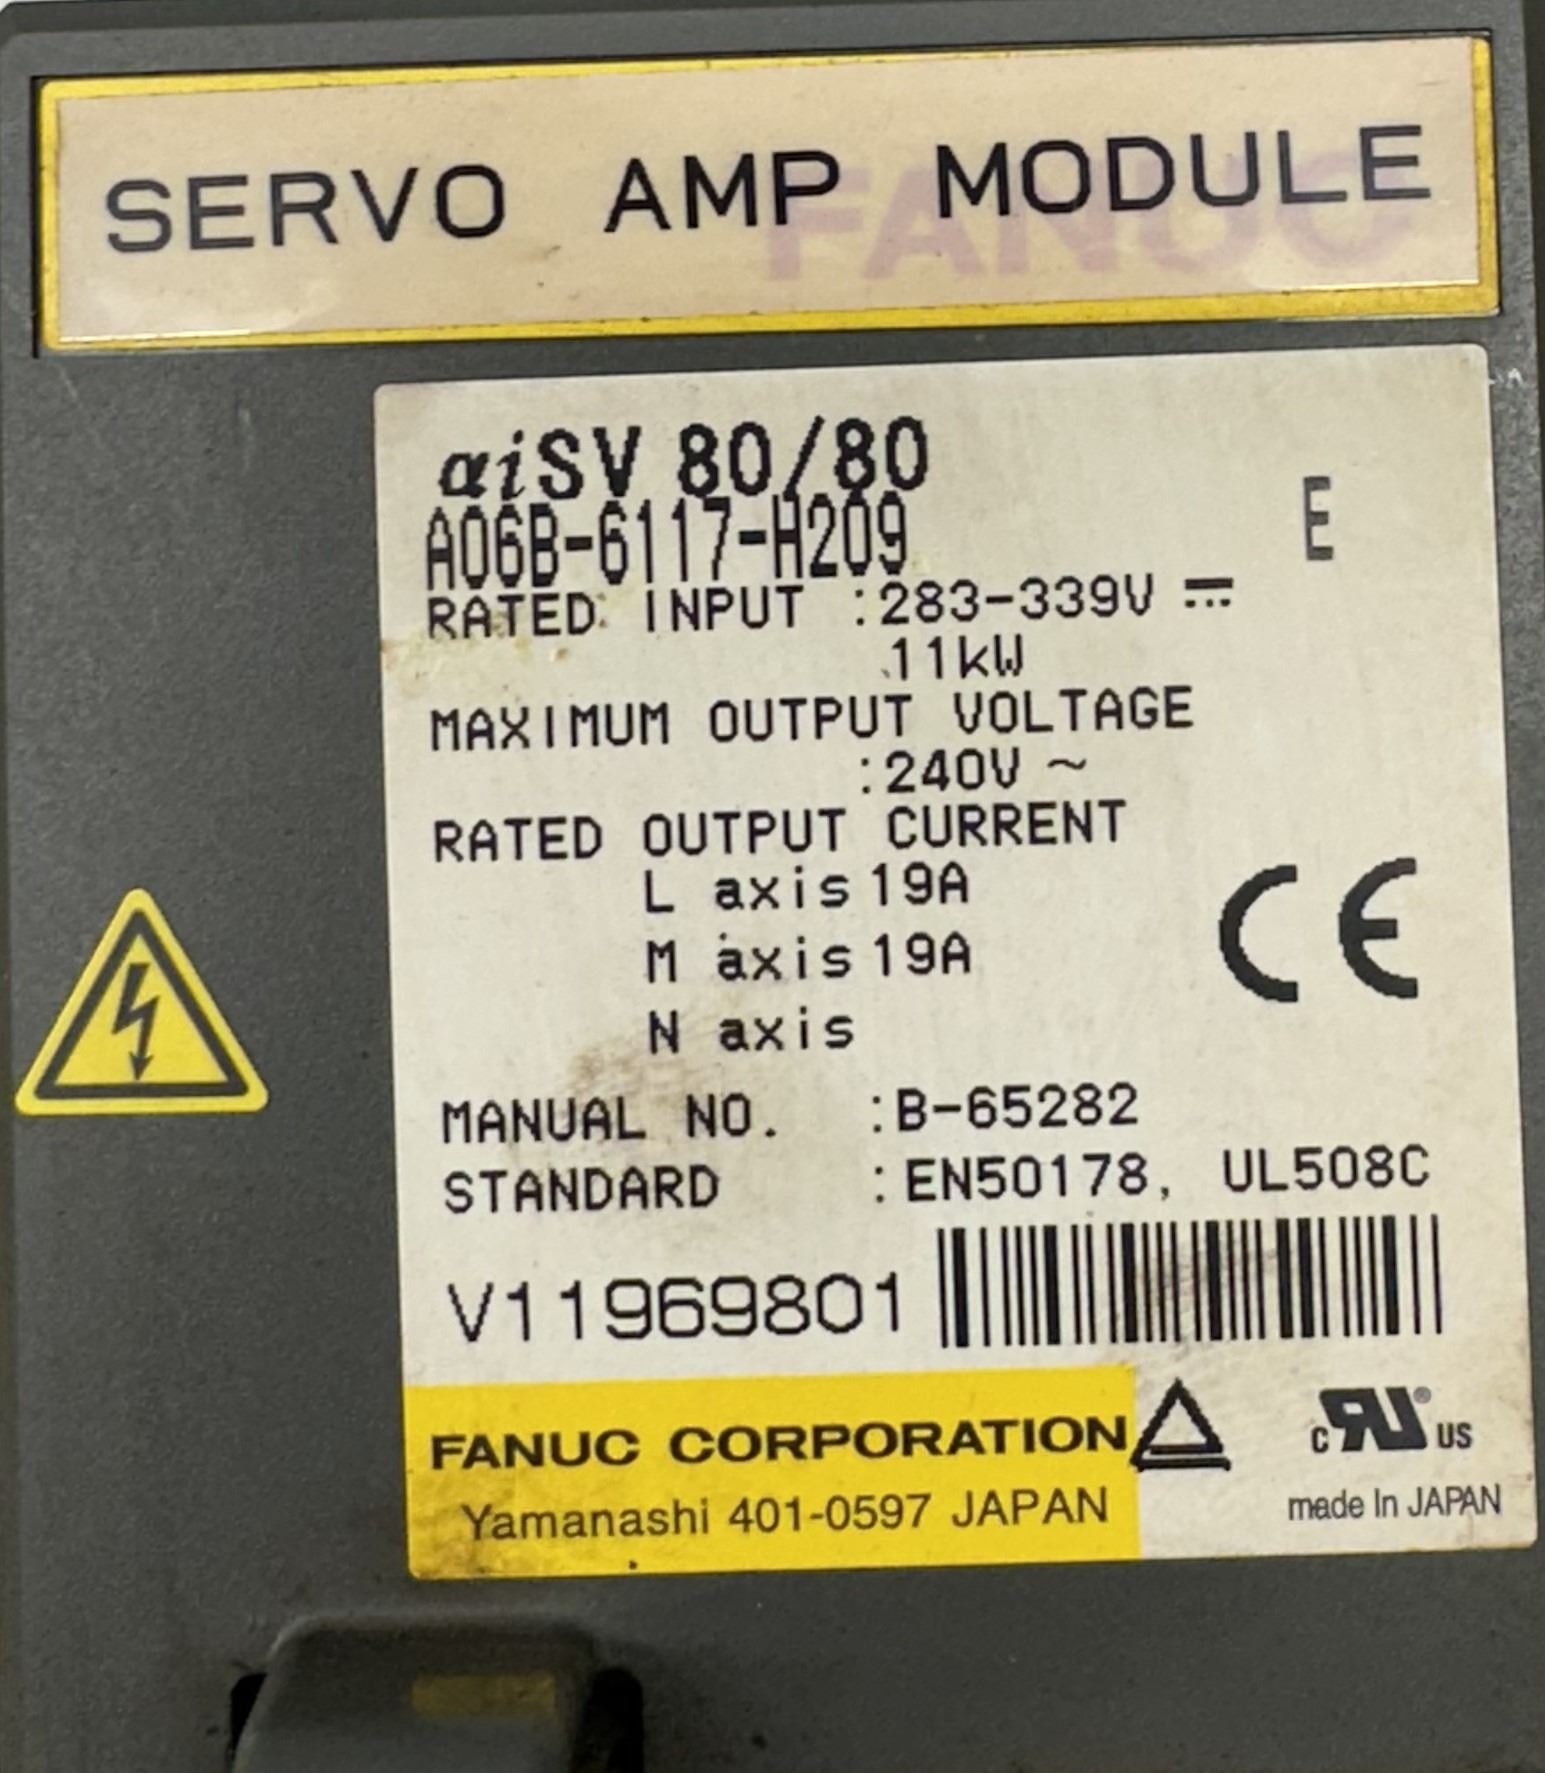 SERVO AMP MODULE
FANUC
αiSV 80/80
A06B-6117-H209
E
RATED INPUT :283-339V ⎓
11kW
MAXIMUM OUTPUT VOLTAGE
:240V ~
RATED OUTPUT CURRENT
L axis 19A
M axis 19A
N axis
CE
MANUAL NO. :B-65282
STANDARD :EN50178, UL508C
V11969801
FANUC CORPORATION
Yamanashi 401-0597 JAPAN
c RU ® US
made In JAPAN